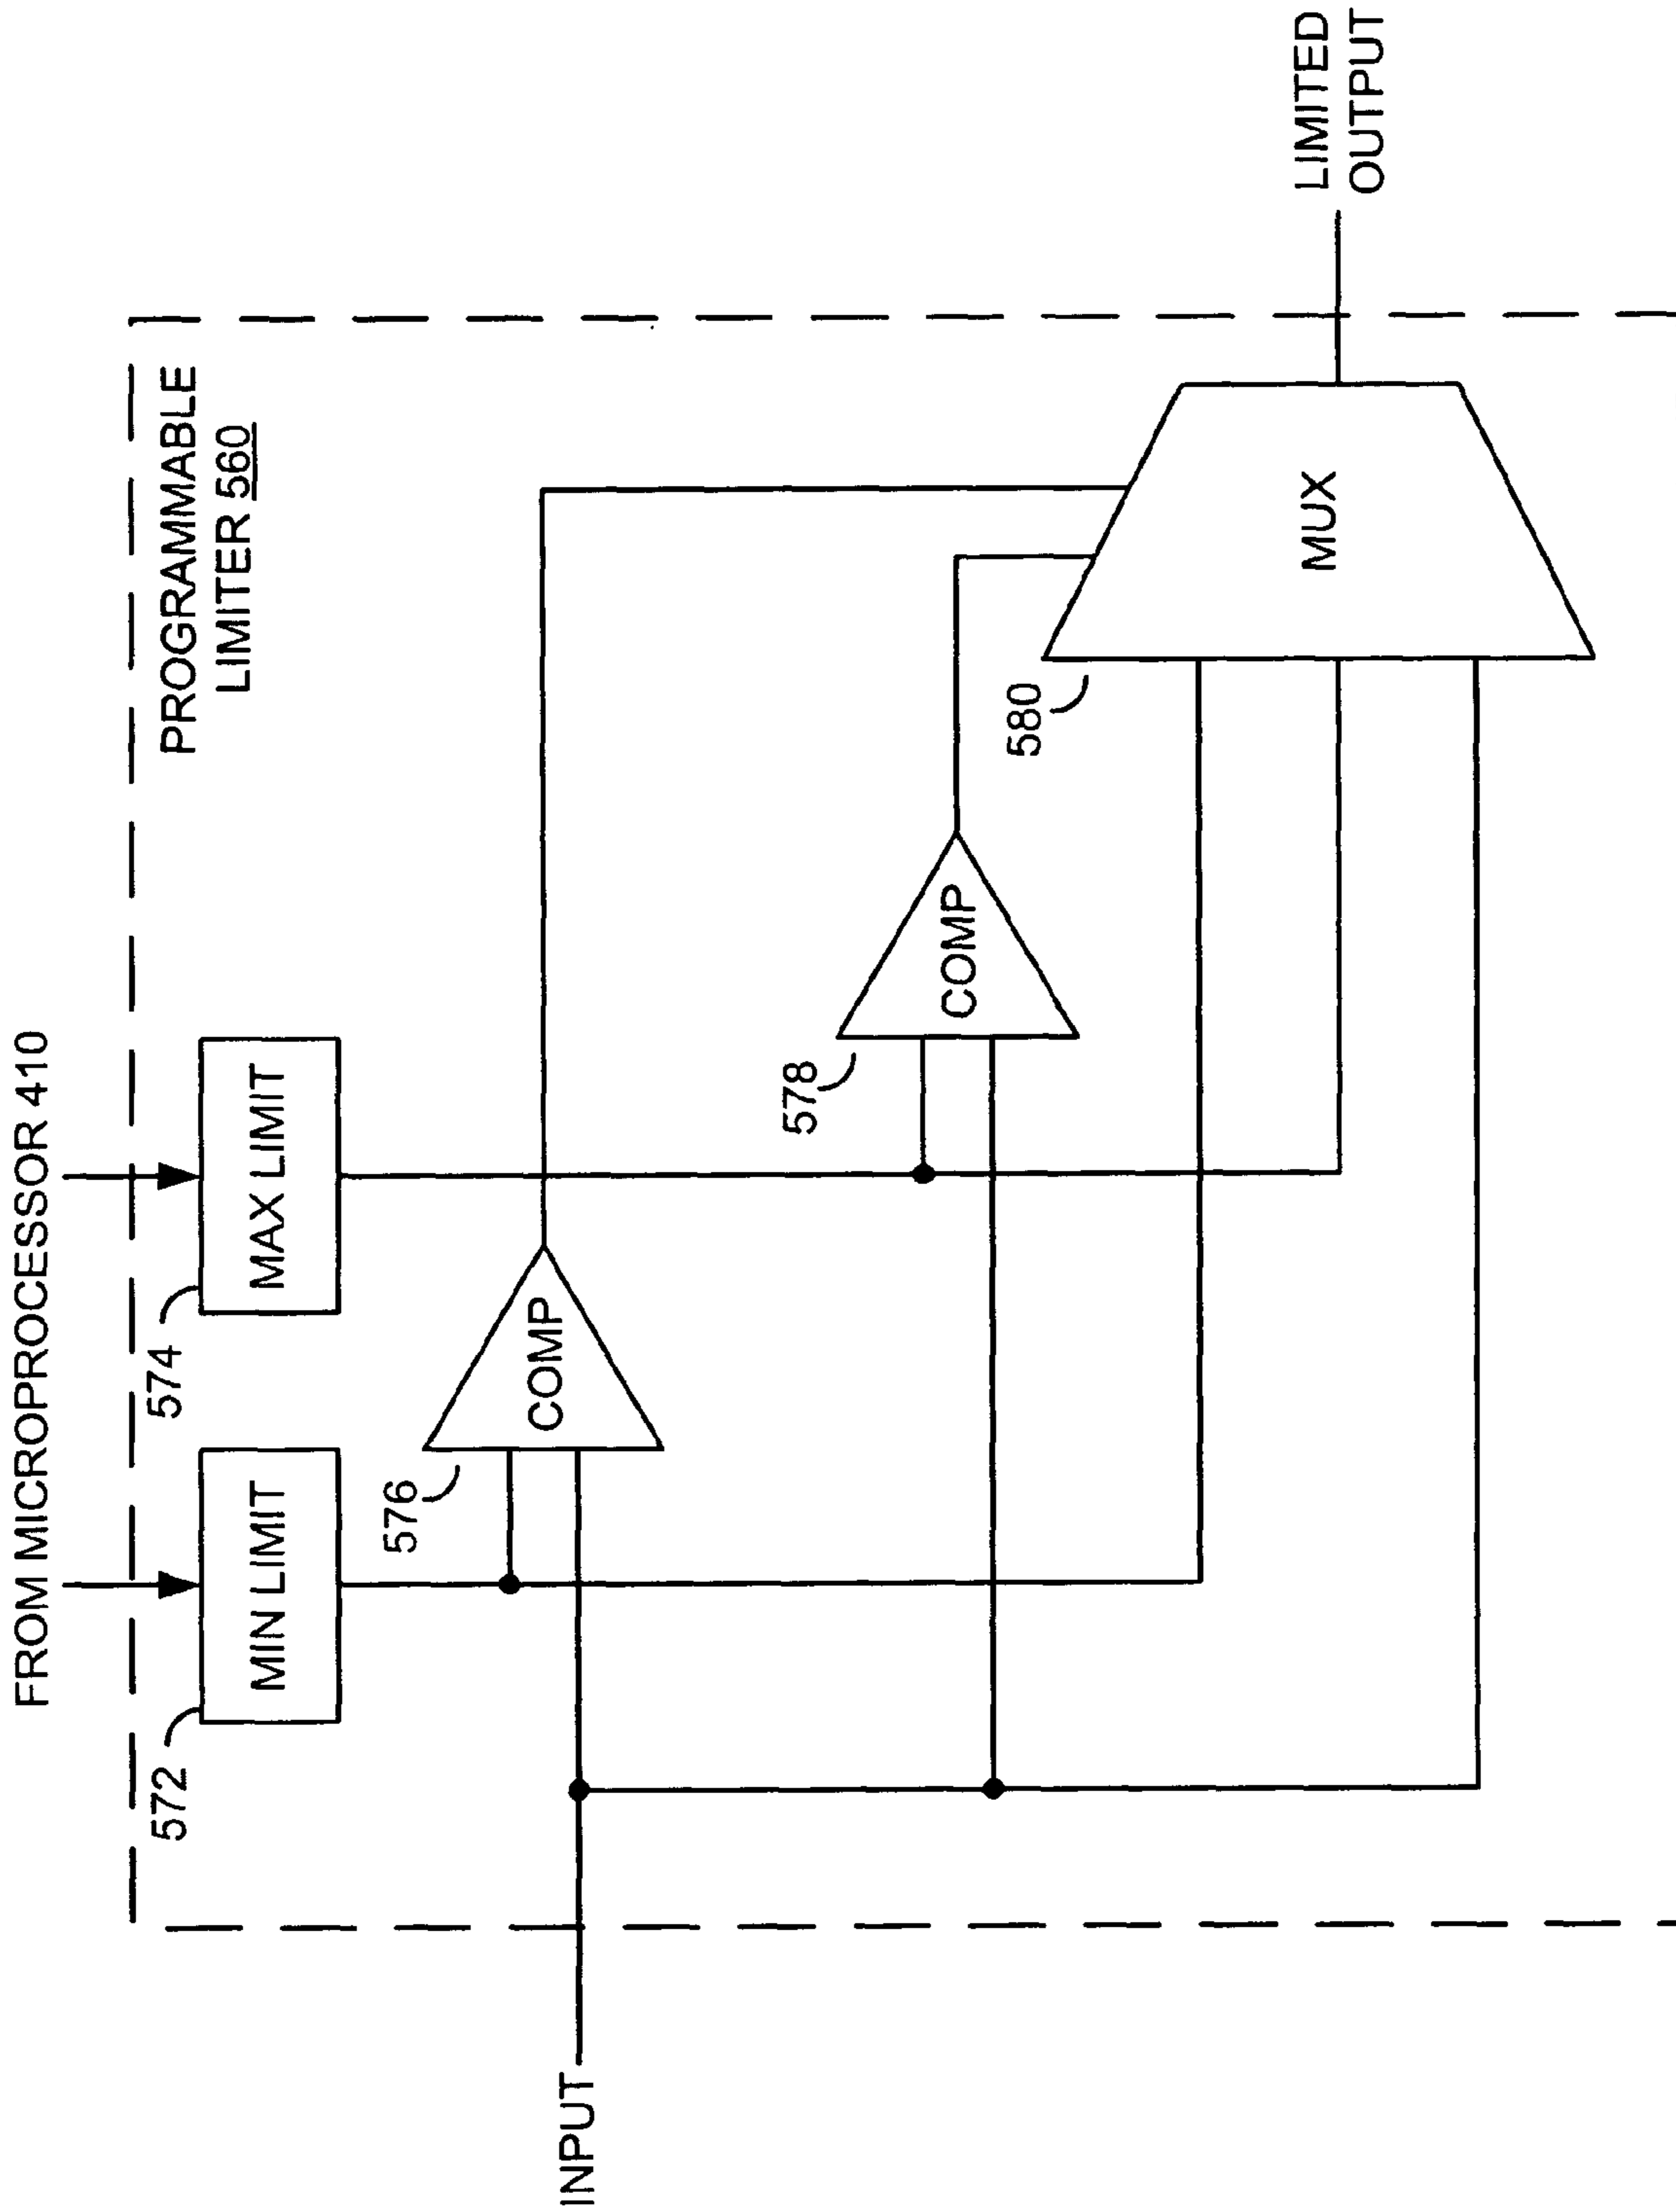 FROM MICROPROCESSOR 410
PROGRAMMABLE
LIMITER 560
572
MIN LIMIT
574
MAX LIMIT
576
COMP
INPUT
578
COMP
580
MUX
LIMITED
OUTPUT